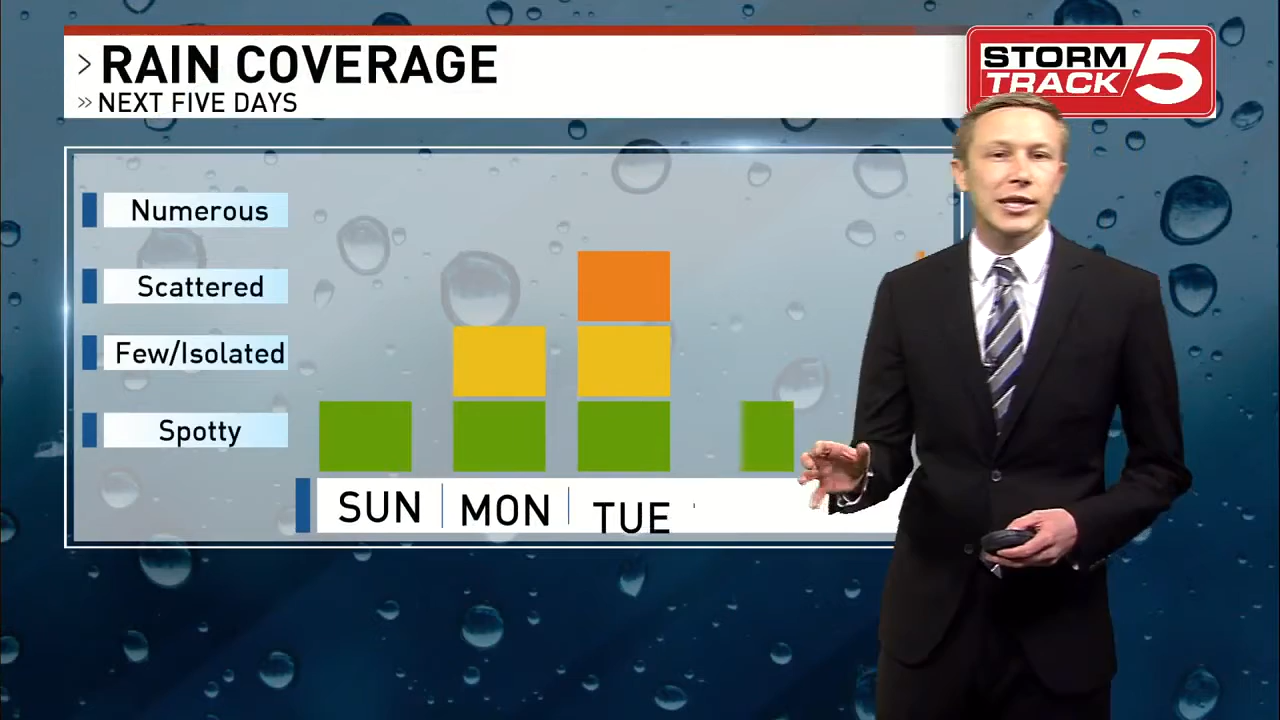 > RAIN COVERAGE
» NEXT FIVE DAYS
STORM
TRACK 5
Numerous
Scattered
Few/Isolated
Spotty
SUN MON TUE